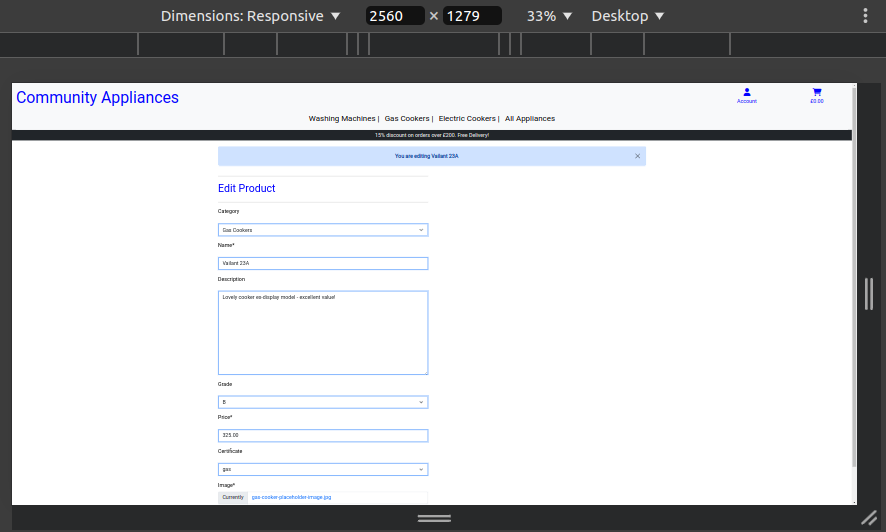 Dimensions: Responsive ▼ 2560 × 1279 33% ▼ Desktop ▼
Community Appliances
Account
£0.00
Washing Machines | Gas Cookers | Electric Cookers | All Appliances
15% discount on orders over £200. Free Delivery!
You are editing Valiant 23A
Edit Product
Category
Gas Cookers
Name*
Valiant 23A
Description
Lovely cooker ex-display model - excellent value!
Grade
B
Price*
325.00
Certificate
gas
Image*
Currently gas-cooker-placeholder-image.jpg